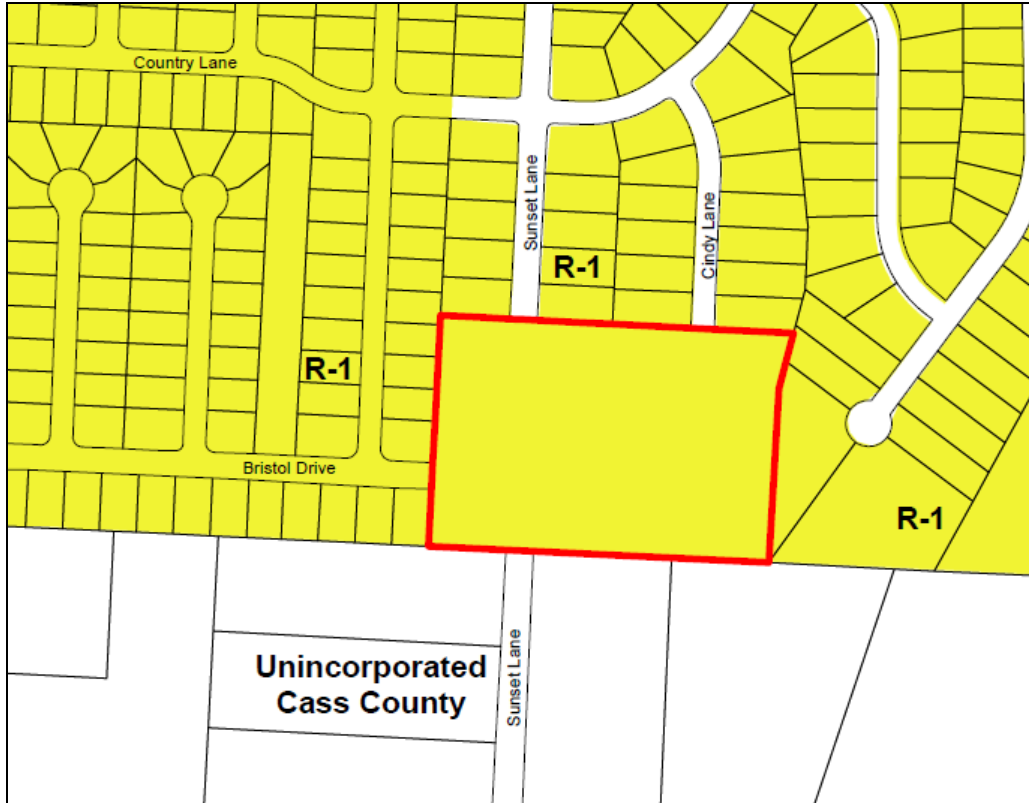 Country Lane
Sunset Lane
Cindy Lane
R-1
R-1
Bristol Drive
R-1
Unincorporated
Cass County
Sunset Lane